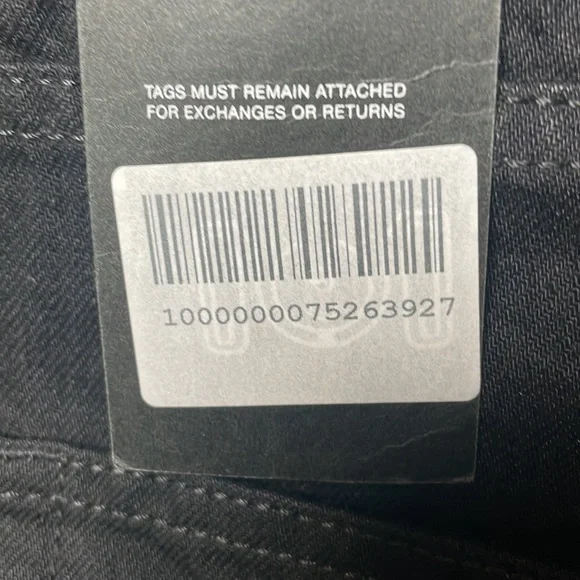 TAGS MUST REMAIN ATTACHED
FOR EXCHANGES OR RETURNS
1000000075263927